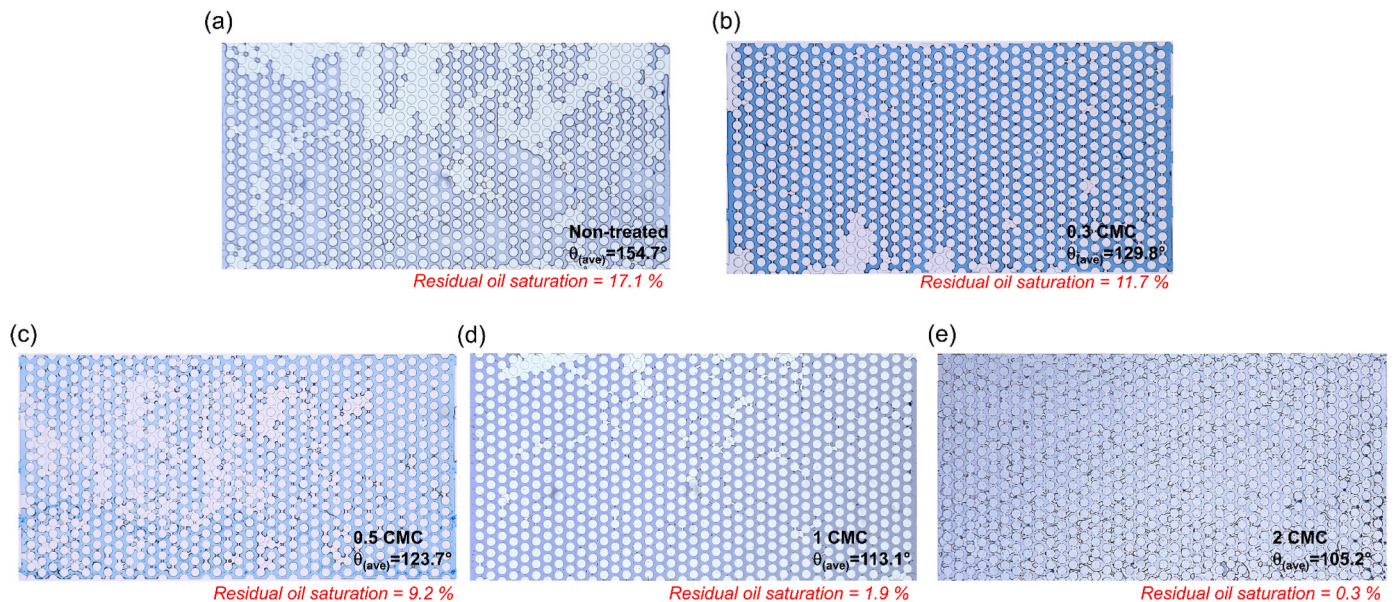 (a)
(b)
Non-treated
θ(ave)=154.7°
Residual oil saturation = 17.1 %
0.3 CMC
θ(ave)=129.8°
Residual oil saturation = 11.7 %
(c)
(d)
(e)
0.5 CMC
θ(ave)=123.7°
Residual oil saturation = 9.2 %
1 CMC
θ(ave)=113.1°
Residual oil saturation = 1.9 %
2 CMC
θ(ave)=105.2°
Residual oil saturation = 0.3 %